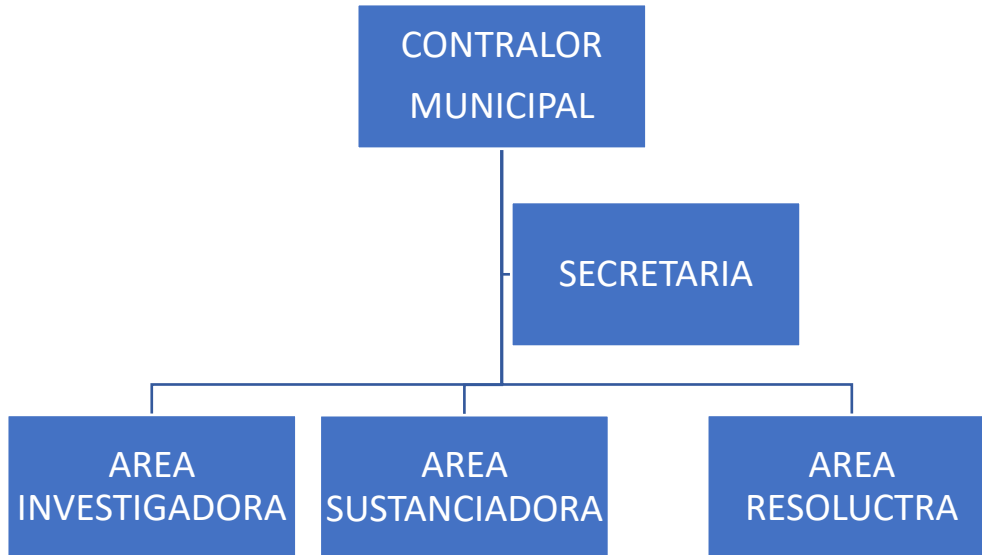 CONTRALOR
MUNICIPAL
SECRETARIA
AREA
INVESTIGADORA
AREA
SUSTANCIADORA
AREA
RESOLUCTRA